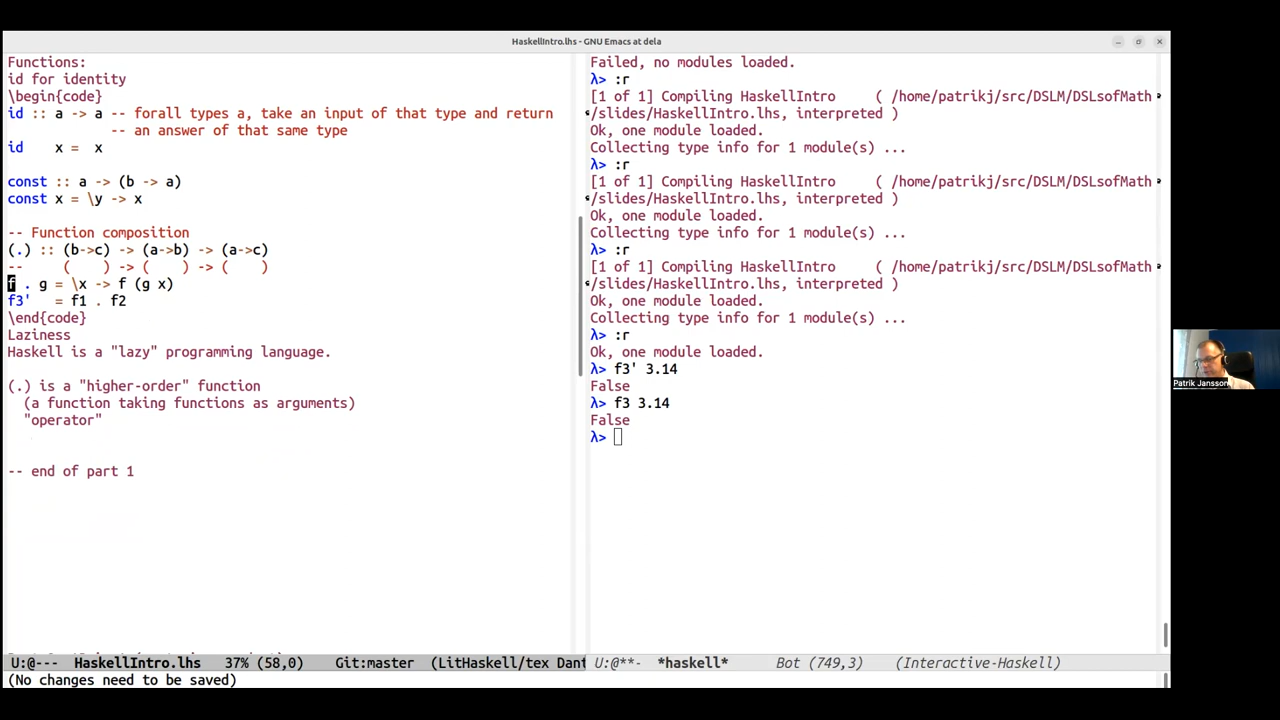 HaskellIntro.lhs - GNU Emacs at dela
Functions:
id for identity
\begin{code}
id :: a -> a -- forall types a, take an input of that type and return
-- an answer of that same type
id    x =  x
const :: a -> (b -> a)
const x = \y -> x
-- Function composition
(.) :: (b->c) -> (a->b) -> (a->c)
--     (    ) -> (    ) -> (    )
f . g = \x -> f (g x)
f3'   = f1 . f2
\end{code}
Laziness
Haskell is a "lazy" programming language.
(.) is a "higher-order" function
(a function taking functions as arguments)
"operator"
-- end of part 1
U:@---  HaskellIntro.lhs   37% (58,0)    Git:master  (LitHaskell/tex Dant
(No changes need to be saved)
Failed, no modules loaded.
λ> :r
[1 of 1] Compiling HaskellIntro     ( /home/patrikj/src/DSLM/DSLsofMath
/slides/HaskellIntro.lhs, interpreted )
Ok, one module loaded.
Collecting type info for 1 module(s) ...
λ> :r
[1 of 1] Compiling HaskellIntro     ( /home/patrikj/src/DSLM/DSLsofMath
/slides/HaskellIntro.lhs, interpreted )
Ok, one module loaded.
Collecting type info for 1 module(s) ...
λ> :r
[1 of 1] Compiling HaskellIntro     ( /home/patrikj/src/DSLM/DSLsofMath
/slides/HaskellIntro.lhs, interpreted )
Ok, one module loaded.
Collecting type info for 1 module(s) ...
λ> :r
Ok, one module loaded.
λ> f3' 3.14
False
λ> f3 3.14
False
λ>
U:@**-  *haskell*      Bot (749,3)    (Interactive-Haskell)
Patrik Jansson